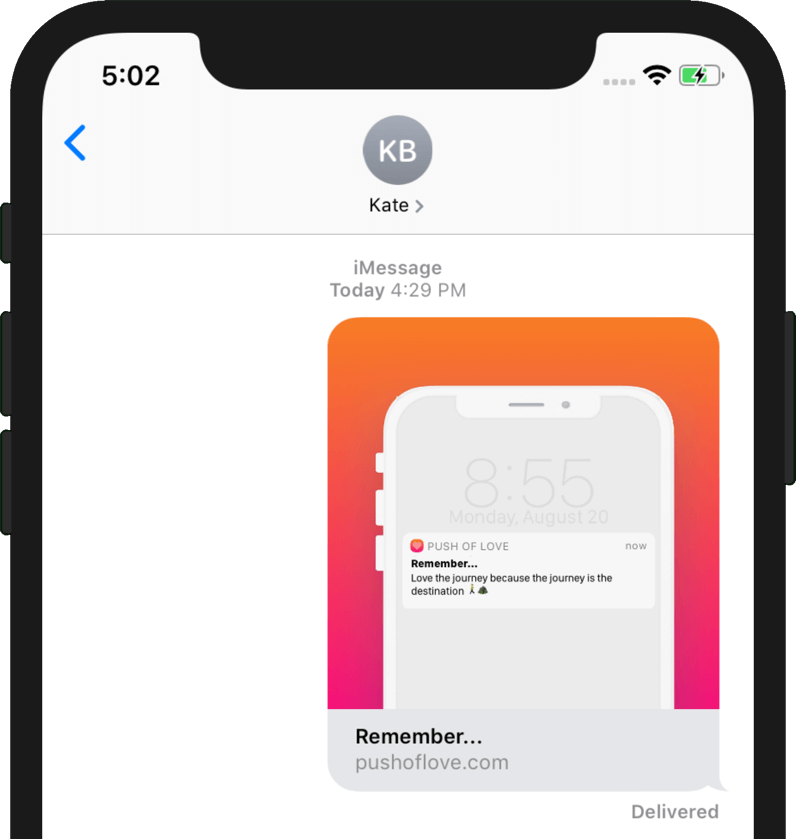 5:02
KB
Kate
iMessage
Today 4:29 PM
8:55
Monday, August 20
PUSH OF LOVE now
Remember...
Love the journey because the journey is the
destination
Remember...
pushoflove.com
Delivered